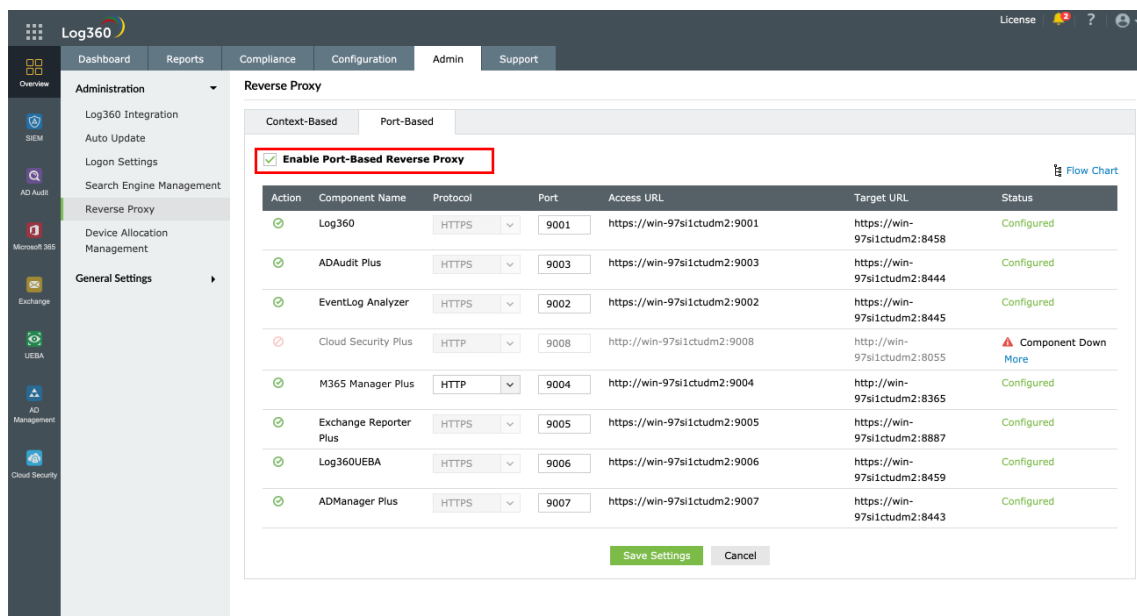 License
2
?
Log360
Dashboard Reports Compliance Configuration Admin Support
Overview
SIEM
AD Audit
Microsoft 365
Exchange
UEBA
AD
Management
Cloud Security
Administration
Log360 Integration
Auto Update
Logon Settings
Search Engine Management
Reverse Proxy
Device Allocation
Management
General Settings
Reverse Proxy
Context-Based Port-Based
Enable Port-Based Reverse Proxy
Flow Chart
Action Component Name Protocol Port Access URL Target URL Status
Log360 HTTPS 9001 https://win-97si1ctudm2:9001 https://win- Configured
97si1ctudm2:8458
ADAudit Plus HTTPS 9003 https://win-97si1ctudm2:9003 https://win- Configured
97si1ctudm2:8444
EventLog Analyzer HTTPS 9002 https://win-97si1ctudm2:9002 https://win- Configured
97si1ctudm2:8445
Cloud Security Plus HTTP 9008 http://win-97si1ctudm2:9008 http://win- Component Down
97si1ctudm2:8055 More
M365 Manager Plus HTTP 9004 http://win-97si1ctudm2:9004 http://win- Configured
97si1ctudm2:8365
Exchange Reporter HTTPS 9005 https://win-97si1ctudm2:9005 https://win- Configured
Plus 97si1ctudm2:8887
Log360UEBA HTTPS 9006 https://win-97si1ctudm2:9006 https://win- Configured
97si1ctudm2:8459
ADManager Plus HTTPS 9007 https://win-97si1ctudm2:9007 https://win- Configured
97si1ctudm2:8443
Save Settings Cancel